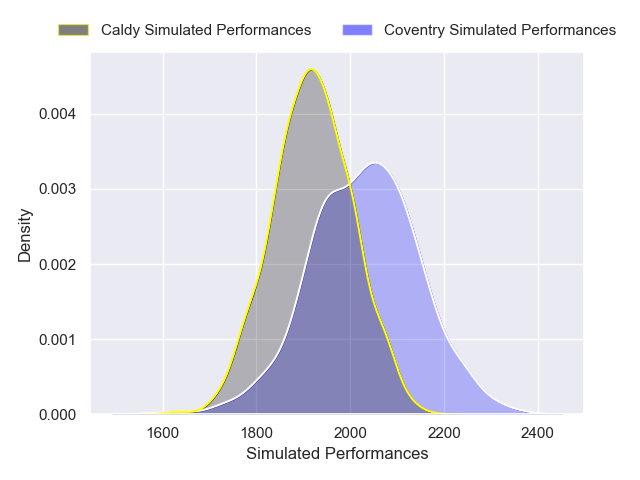 Caldy Simulated Performances Coventry Simulated Performances
0.004
0.003
0.002
0.001
0.000
Density
1600 1800 2000 2200 2400
Simulated Performances